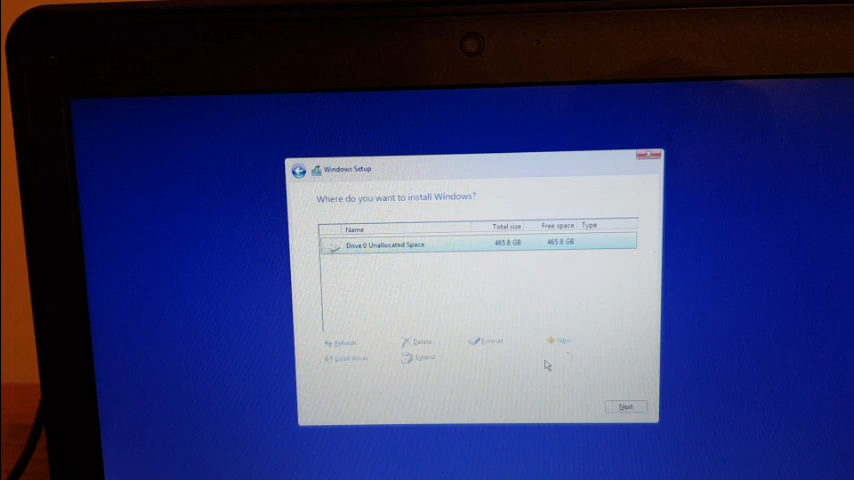 Windows Setup
Where do you want to install Windows?
Name Total size Free space Type
Drive 0 Unallocated Space 465.8 GB 465.8 GB
Refresh Delete Format New
Load driver Extend
Next